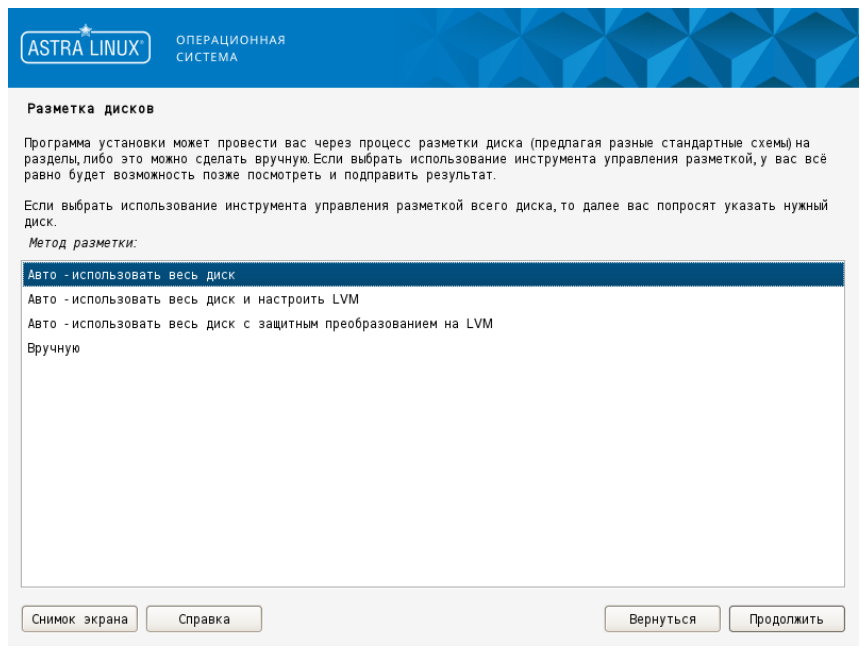 ASTRA LINUX®
ОПЕРАЦИОННАЯ
СИСТЕМА
Разметка дисков
Программа установки может провести вас через процесс разметки диска (предлагая разные стандартные схемы) на
разделы, либо это можно сделать вручную. Если выбрать использование инструмента управления разметкой, у вас всё
равно будет возможность позже посмотреть и подправить результат.
Если выбрать использование инструмента управления разметкой всего диска, то далее вас попросят указать нужный
диск.
Метод разметки:
Авто - использовать весь диск
Авто - использовать весь диск и настроить LVM
Авто - использовать весь диск с защитным преобразованием на LVM
Вручную
Снимок экрана
Справка
Вернуться
Продолжить